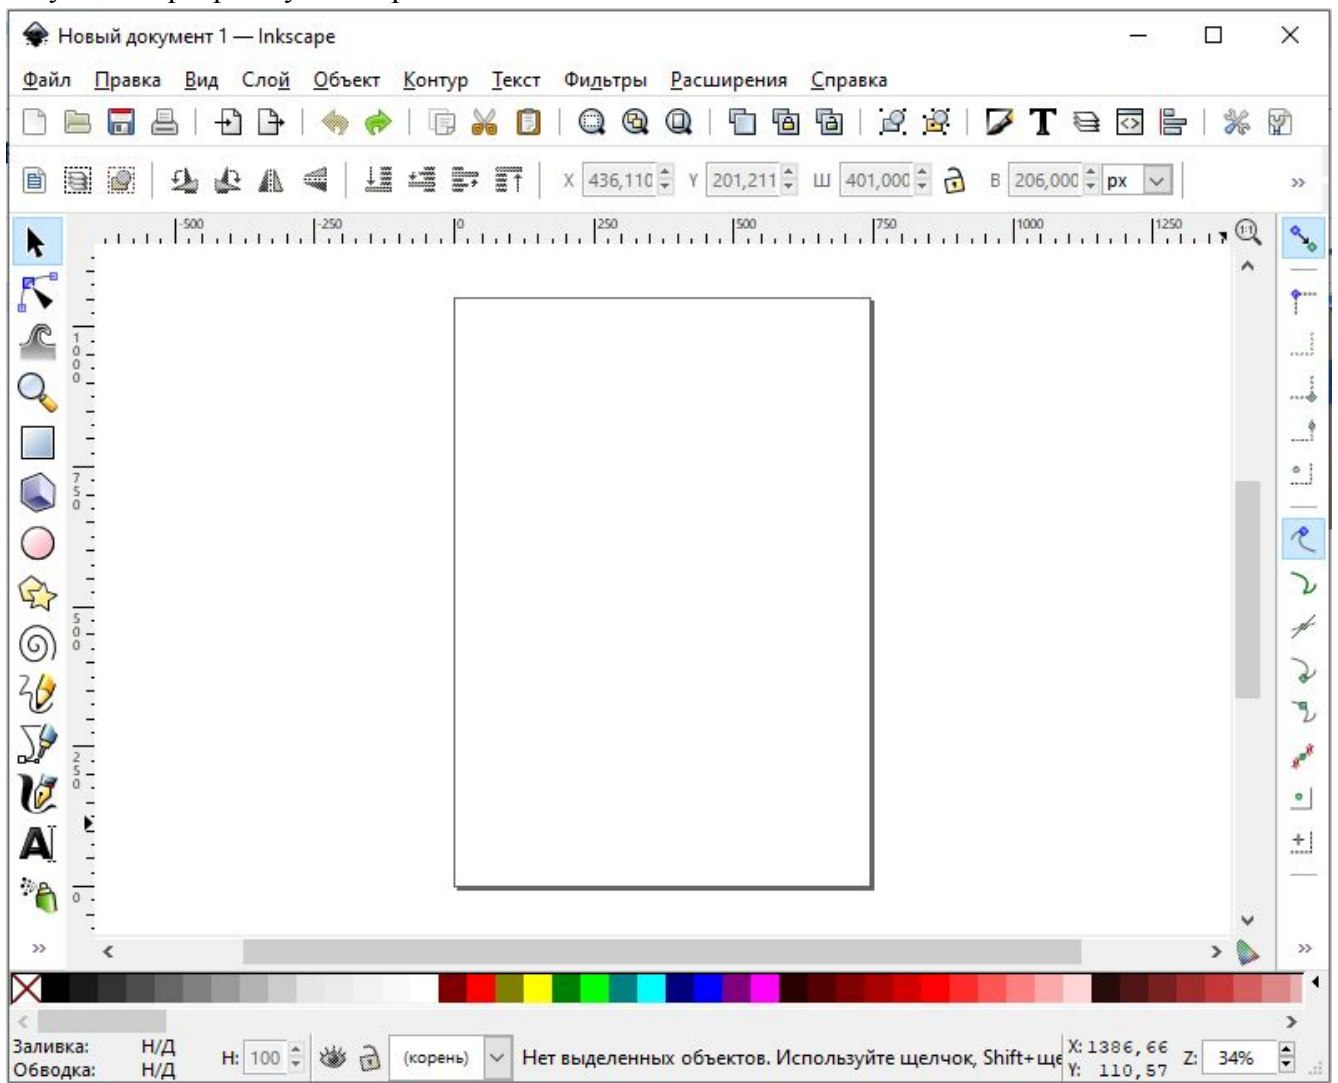 Новый документ 1 — Inkscape
Файл Правка Вид Слой Объект Контур Текст Фильтры Расширения Справка
X 436,110 Y 201,211 Ш 401,000 В 206,000 px
-500 -250 0 250 500 750 1000 1250
1:1
1000
750
500
250
0
Заливка: Н/Д
Обводка: Н/Д
Н: 100 (корень) Нет выделенных объектов. Используйте щелчок, Shift+ще
X: 1386,66
Y: 110,57
Z: 34%